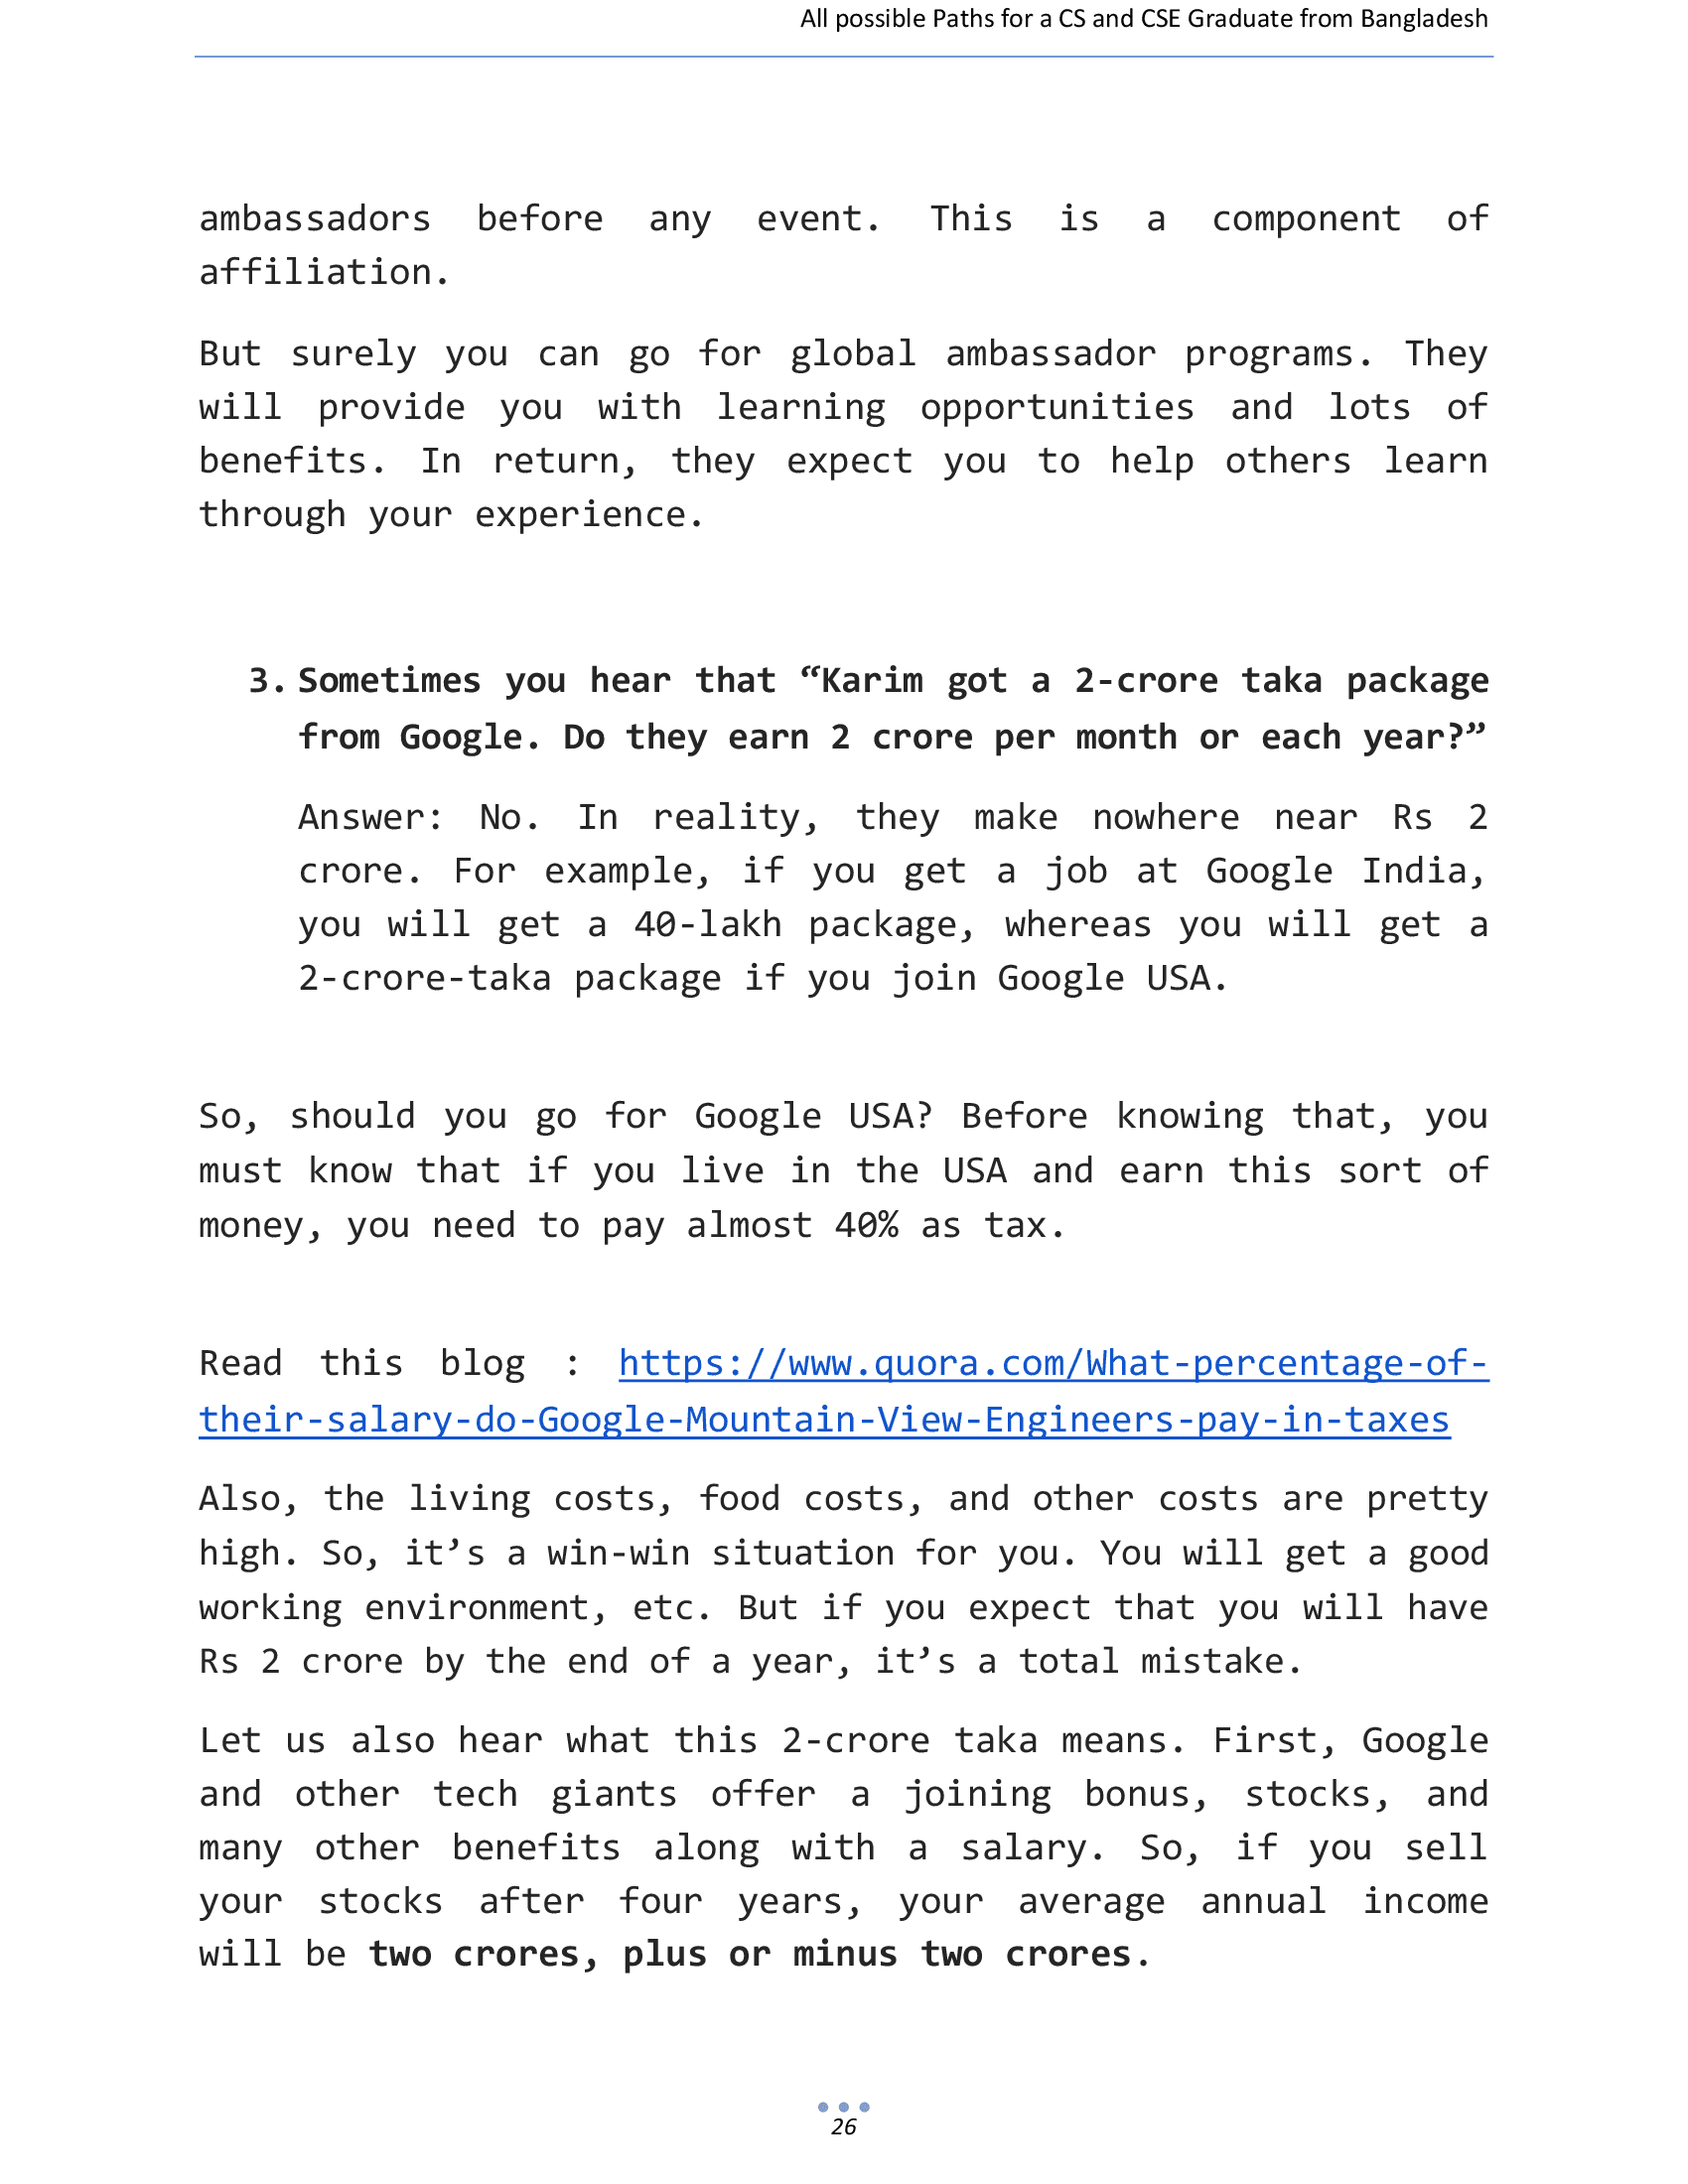 All possible Paths for a CS and CSE Graduate from Bangladesh
ambassadors before any event. This is a component of
affiliation.
But surely you can go for global ambassador programs. They
will provide you with learning opportunities and lots of
benefits. In return, they expect you to help others learn
through your experience.
3. Sometimes you hear that “Karim got a 2-crore taka package
from Google. Do they earn 2 crore per month or each year?”
Answer: No. In reality, they make nowhere near Rs 2
crore. For example, if you get a job at Google India,
you will get a 40-lakh package, whereas you will get a
2-crore-taka package if you join Google USA.
So, should you go for Google USA? Before knowing that, you
must know that if you live in the USA and earn this sort of
money, you need to pay almost 40% as tax.
Read this blog : https://www.quora.com/What-percentage-of-
their-salary-do-Google-Mountain-View-Engineers-pay-in-taxes
Also, the living costs, food costs, and other costs are pretty
high. So, it’s a win-win situation for you. You will get a good
working environment, etc. But if you expect that you will have
Rs 2 crore by the end of a year, it’s a total mistake.
Let us also hear what this 2-crore taka means. First, Google
and other tech giants offer a joining bonus, stocks, and
many other benefits along with a salary. So, if you sell
your stocks after four years, your average annual income
will be two crores, plus or minus two crores.
26